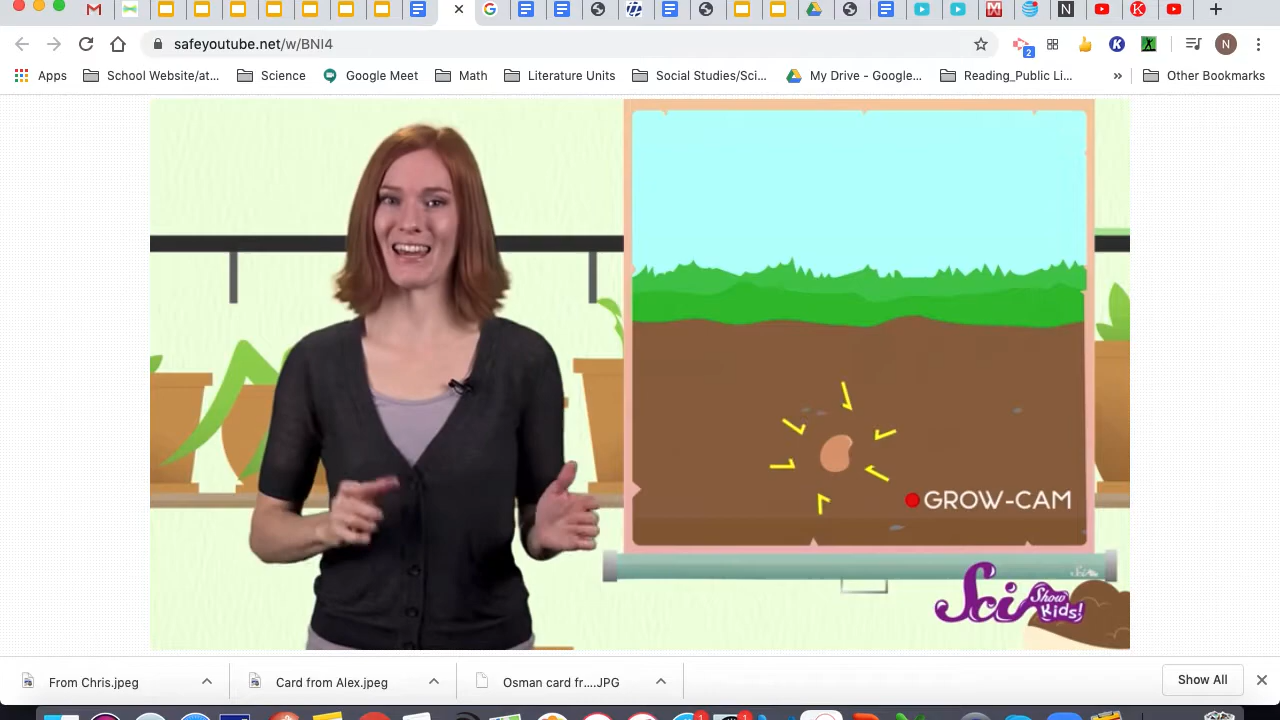 safeyoutube.net/w/BNI4
2
K
N
Apps
School Website/at...
Science
Google Meet
Math
Literature Units
Social Studies/Sci...
My Drive - Google...
Reading_Public Li...
»
Other Bookmarks
GROW-CAM
Sci Show Kids!
From Chris.jpeg
Card from Alex.jpeg
Osman card fr....JPG
Show All